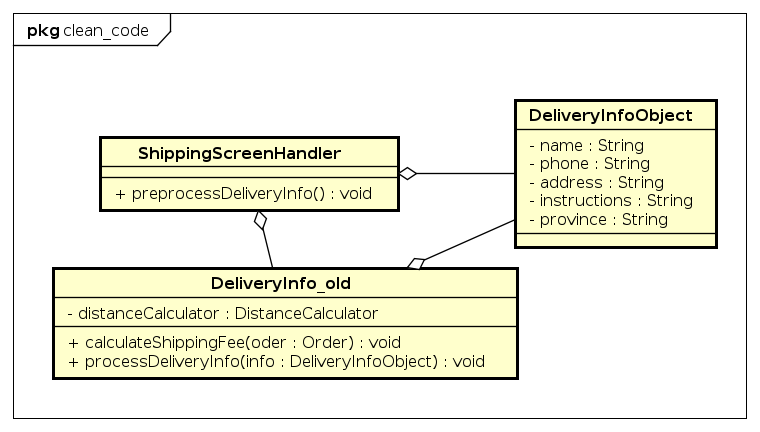 pkg clean_code
DeliveryInfoObject
- name : String
- phone : String
- address : String
- instructions : String
- province : String
ShippingScreenHandler
+ preprocessDeliveryInfo() : void
DeliveryInfo_old
- distanceCalculator : DistanceCalculator
+ calculateShippingFee(oder : Order) : void
+ processDeliveryInfo(info : DeliveryInfoObject) : void